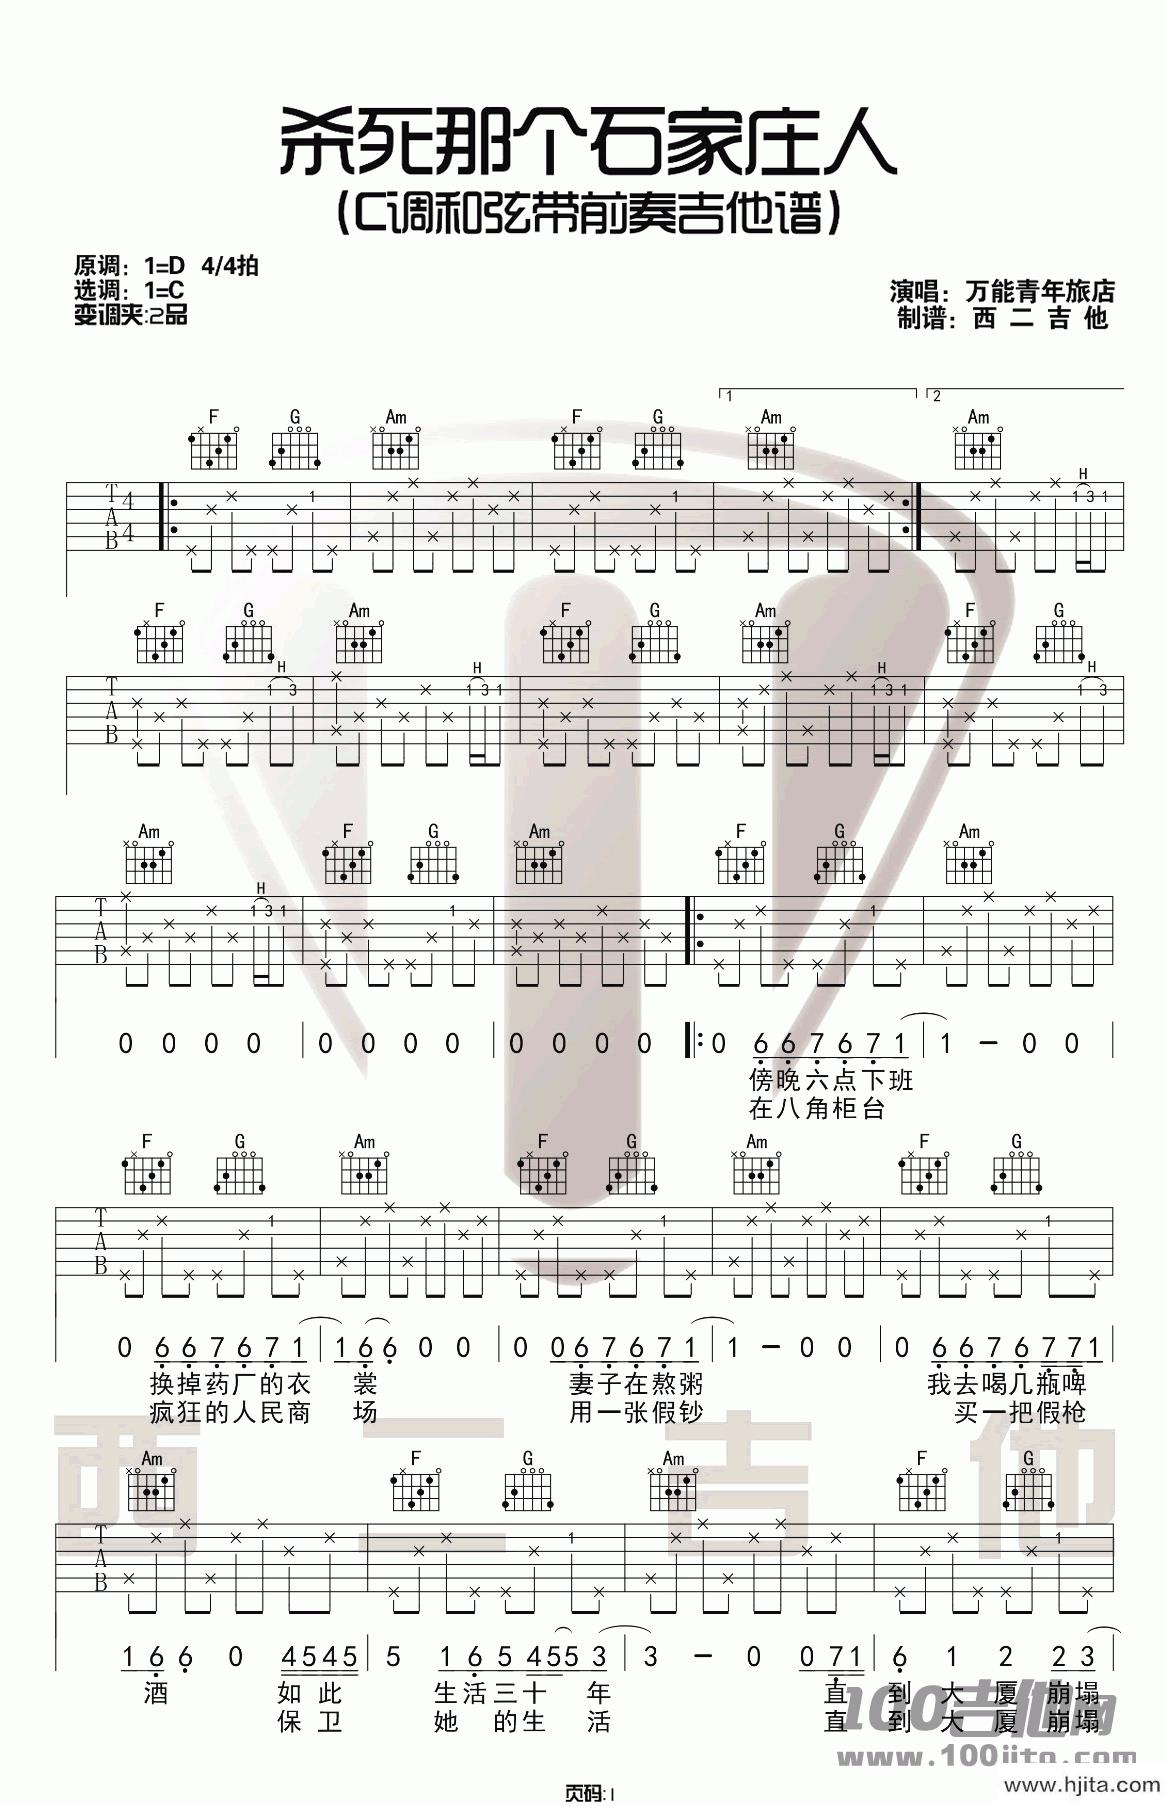 杀死那个石家庄人
(C调和弦带前奏吉他谱)
原调：1=D 4/4拍
选调：1=C
变调夹:2品
演唱：万能青年旅店
制谱：西二吉他
1 2
F G Am F G Am Am
H
T A B 4 4 1 1 1 3 1
F G Am F G Am F G
H H H H
T A B 1 3 1 3 1 1 3 1 1 3
Am F G Am F G Am
H
T A B 1 3 1 1 1
0 0 0 0 0 0 0 0 0 0 0 0 0 6 6 7 6 7 1 1 - 0 0
傍晚六点下班
在八角柜台
F G Am F G Am F G
T A B 1 1 1
0 6 6 7 6 7 1 1 6 6 0 0 0 0 6 7 6 7 1 1 - 0 0 0 6 6 7 6 7 7 1
换掉药厂的衣裳 妻子在熬粥 我去喝几瓶啤
疯狂的人民商场 用一张假钞 买一把假枪
西二吉他
Am F G Am F G
T A B 1
1 6 6 0 4 5 4 5 5 1 6 5 4 5 5 3 3 - 0 0 7 1 6 1 2 2 3
酒 如此 生活三十年 直到大厦崩塌
保卫 她的生活 直到大厦崩塌
100吉他网
www.100jita.com
页码:1
www.hjita.com